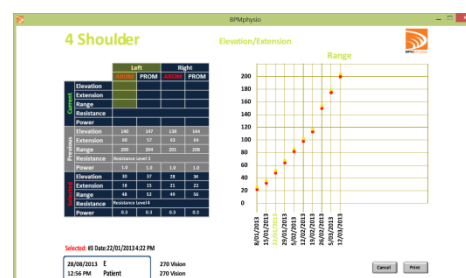 BPMphysio
4 Shoulder
Elevation/Extension
Left Right
AROM PROM AROM PROM
Current
Elevation
Extension
Range
Resistance
Power
Previous
Elevation 140 147 138 144
Extension 60 57 63 64
Range 200 204 201 208
Resistance Resistance Level 3
Power 1.0 1.0 1.0 1.0
Selected
Elevation 30 37 28 34
Extension 18 15 21 22
Range 48 52 49 56
Resistance Resistance Level 4
Power 0.3 0.3 0.3 0.3
Selected: #3 Date:22/01/2013 4:22 PM
28/08/2013 E 270 Vision
12:56 PM Patient 270 Vision
Range
200
180
160
140
120
100
80
60
40
20
0
8/01/2013
15/01/2013
22/01/2013
29/01/2013
5/02/2013
12/02/2013
19/02/2013
26/02/2013
5/03/2013
12/03/2013
Cancel Print